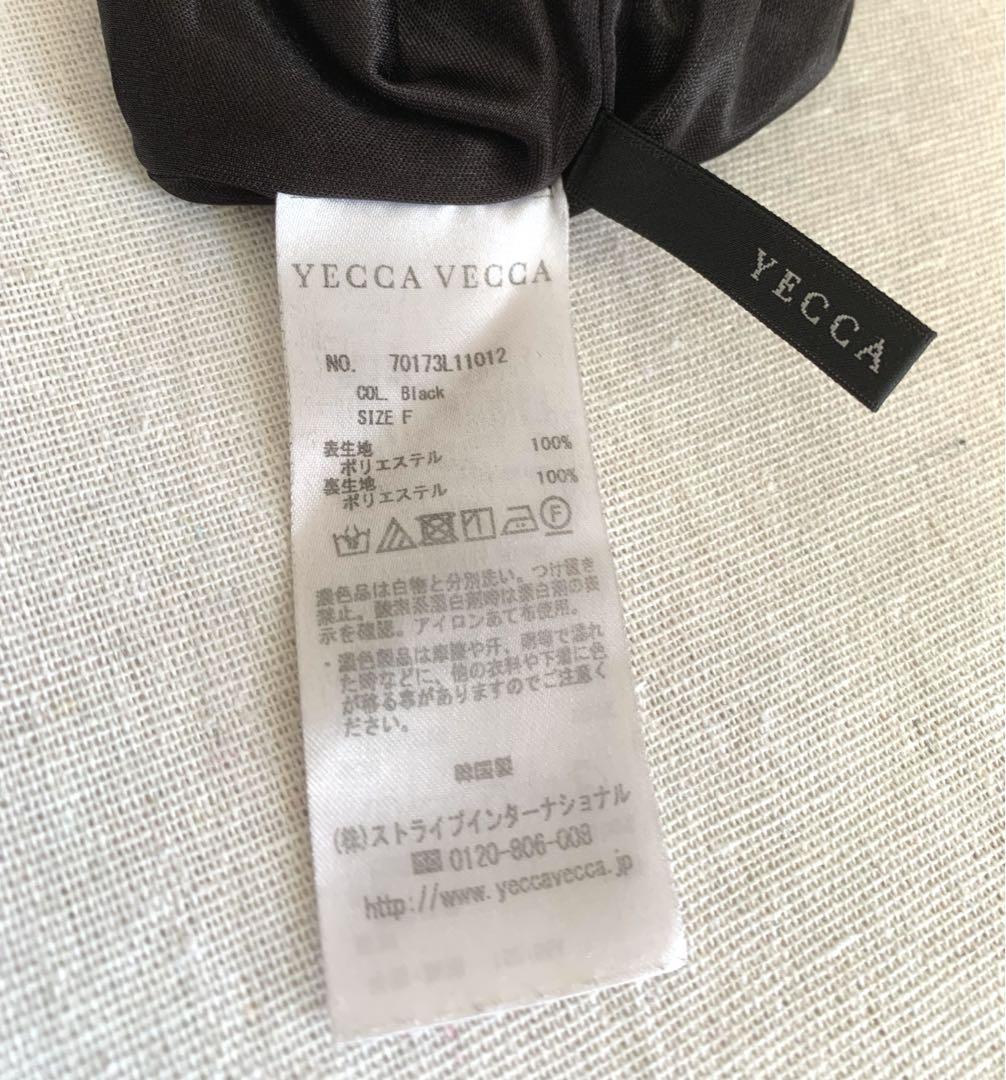 YECCA
YECCA VECCA
NO. 70173L11012
COL. Black
SIZE F
表生地
ポリエステル 100%
裏生地
ポリエステル 100%
F
濃色品は白物と分別洗い。つけ置き
禁止。酸素系漂白剤時は漂白剤の表
示を確認。アイロンあて布使用。
・濃色製品は摩擦や汗、雨等で濡れ
た時などに、他の衣料や下着に色
が移る事がありますのでご注意く
ださい。
韓国製
(株)ストライプインターナショナル
0120-806-008
http://www.yeccavecca.jp